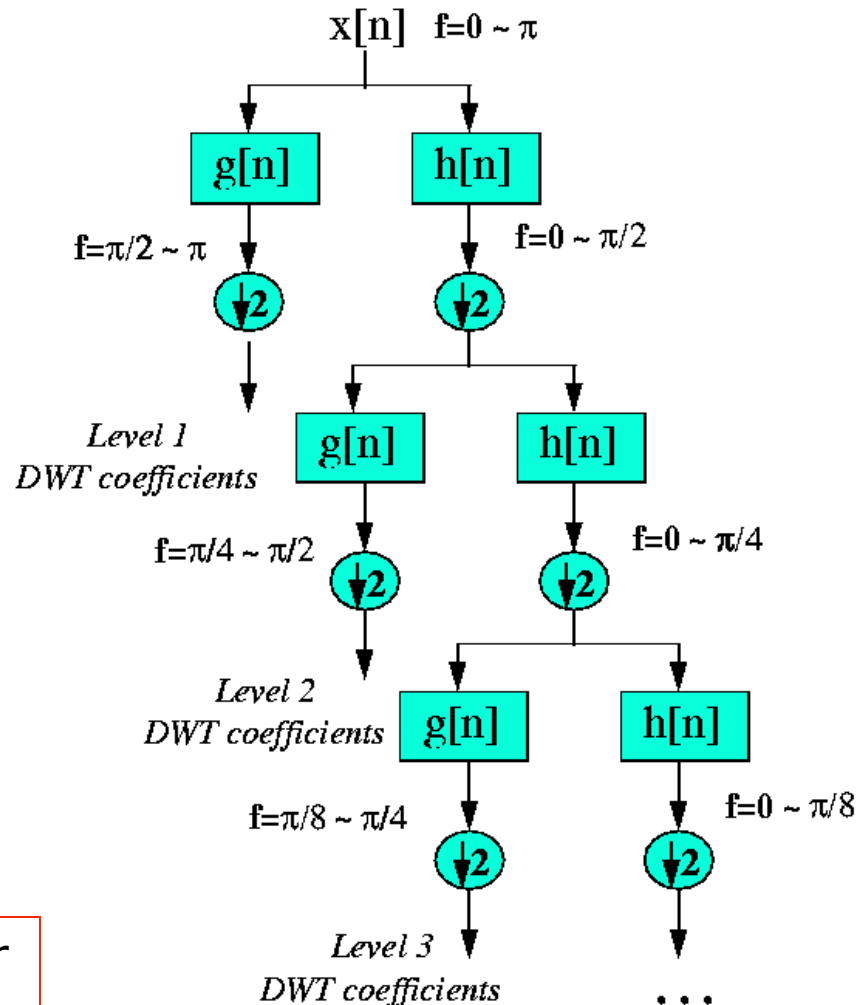 x[n] f=0 ~ π
g[n] h[n]
f=π/2 ~ π f=0 ~ π/2
↓2 ↓2
Level 1
DWT coefficients
g[n] h[n]
f=π/4 ~ π/2 f=0 ~ π/4
↓2 ↓2
Level 2
DWT coefficients
g[n] h[n]
f=π/8 ~ π/4 f=0 ~ π/8
↓2 ↓2
Level 3
DWT coefficients
...